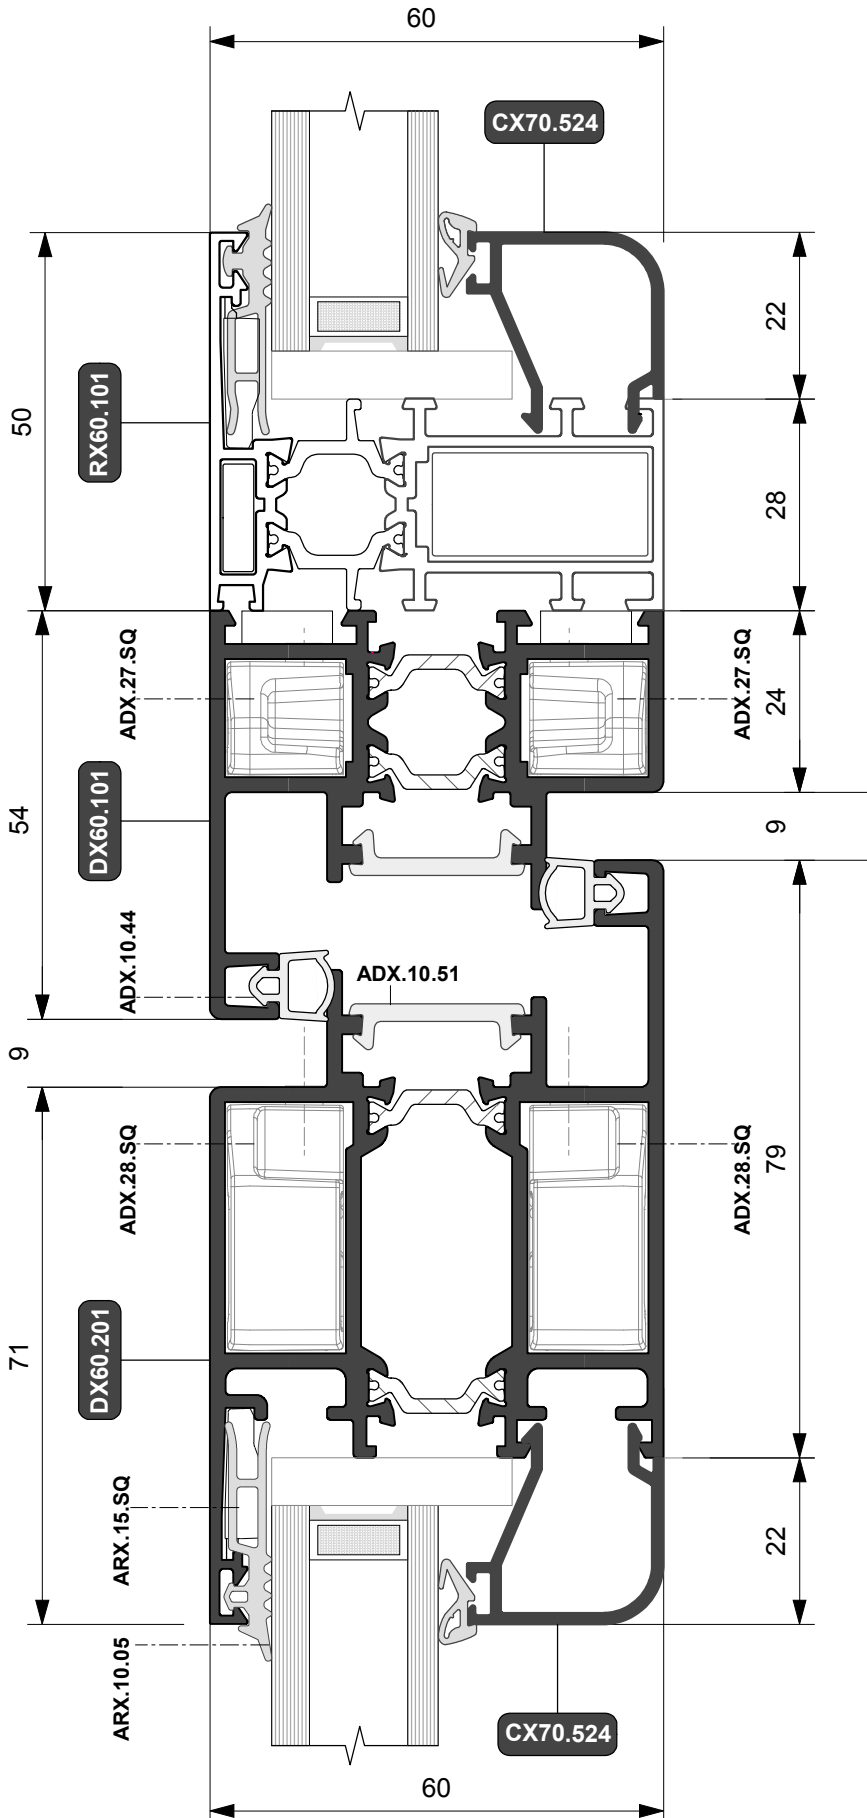 60
CX70.524
22
50
RX60.101
28
ADX.27.SQ
ADX.27.SQ
24
DX60.101
54
9
ADX.10.44
ADX.10.51
9
ADX.28.SQ
ADX.28.SQ
79
DX60.201
71
ARX.15.SQ
22
ARX.10.05
CX70.524
60